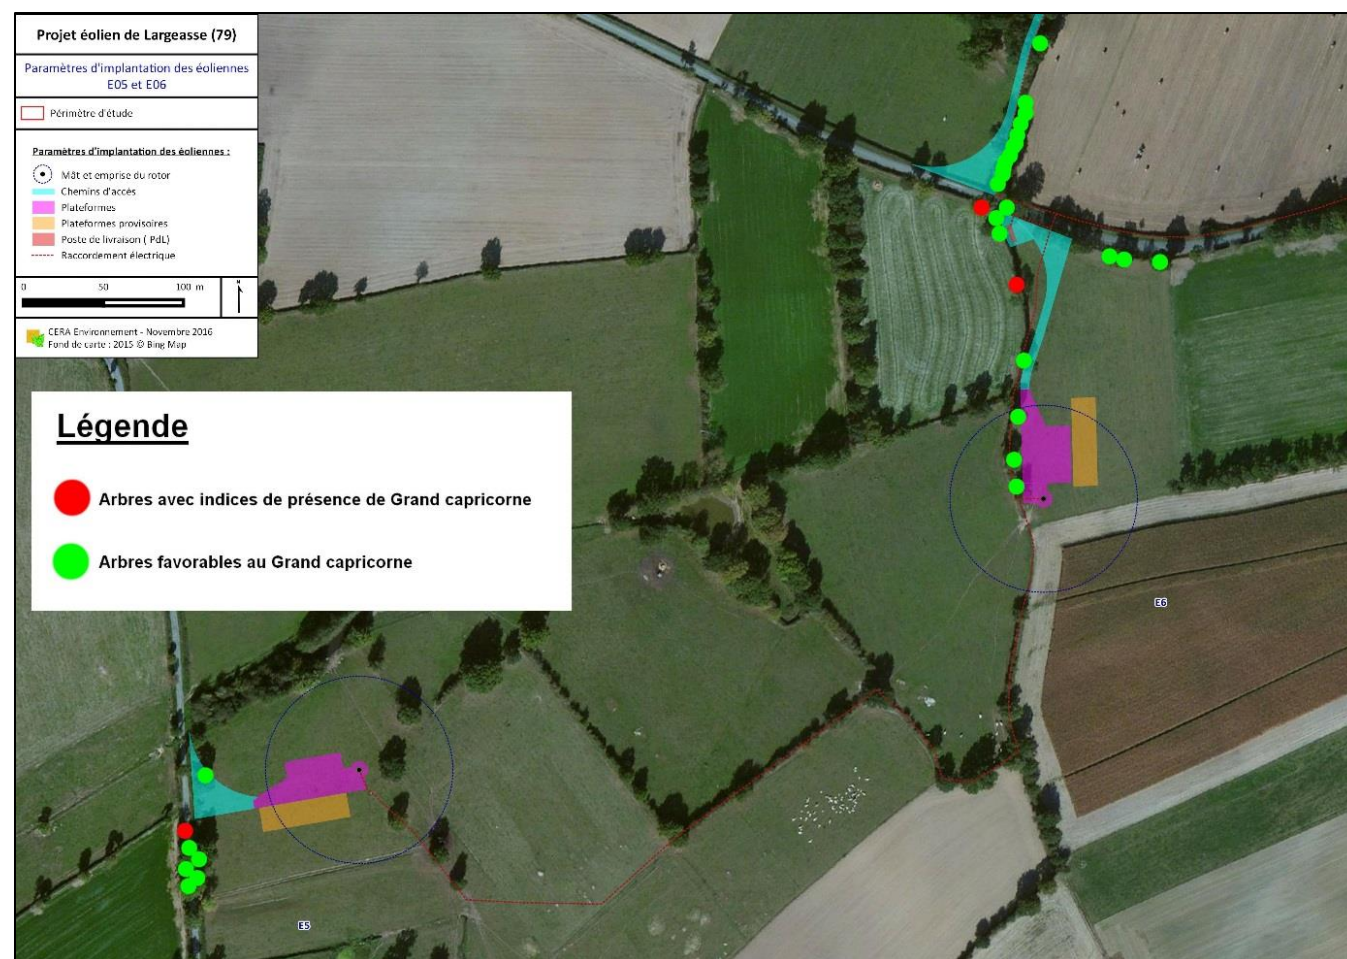 Projet éolien de Largeasse (79)
Paramètres d'implantation des éoliennes
E05 et E06
Périmètre d'étude
Paramètres d'implantation des éoliennes :
Mât et emprise du rotor
Chemins d'accès
Plateformes
Plateformes provisoires
Poste de livraison ( PdL)
Raccordement électrique
0 50 100 m
N
CERA Environnement - Novembre 2016
Fond de carte : 2015 © Bing Map
Légende
Arbres avec indices de présence de Grand capricorne
Arbres favorables au Grand capricorne
E6
E5